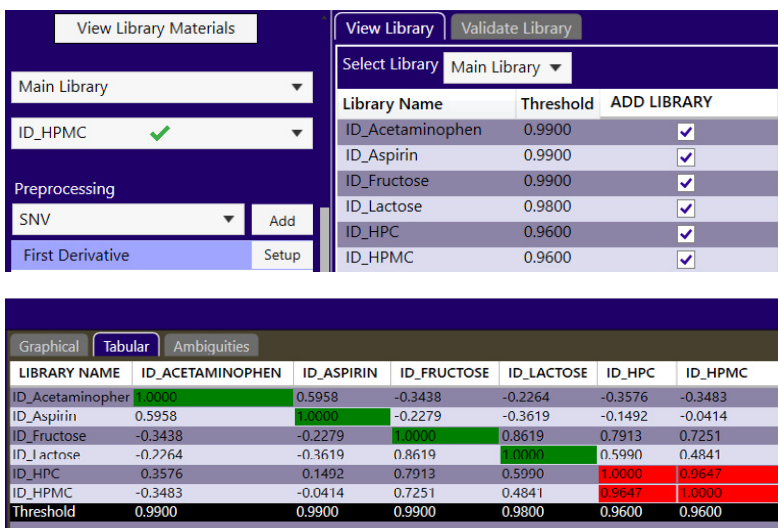 View Library Materials
Main Library
ID_HPMC
Preprocessing
SNV Add
First Derivative Setup
View Library Validate Library
Select Library Main Library
Library Name Threshold ADD LIBRARY
ID_Acetaminophen 0.9900
ID_Aspirin 0.9900
ID_Fructose 0.9900
ID_Lactose 0.9800
ID_HPC 0.9600
ID_HPMC 0.9600
Graphical Tabular Ambiguities
LIBRARY NAME ID_ACETAMINOPHEN ID_ASPIRIN ID_FRUCTOSE ID_LACTOSE ID_HPC ID_HPMC
ID_Acetaminopher 1.0000 0.5958 -0.3438 -0.2264 -0.3576 -0.3483
ID_Aspirin 0.5958 1.0000 -0.2279 -0.3619 -0.1492 -0.0414
ID_Fructose -0.3438 -0.2279 1.0000 0.8619 0.7913 0.7251
ID_Lactose -0.2264 -0.3619 0.8619 1.0000 0.5990 0.4841
ID_HPC 0.3576 0.1492 0.7913 0.5990 1.0000 0.9647
ID_HPMC -0.3483 -0.0414 0.7251 0.4841 0.9647 1.0000
Threshold 0.9900 0.9900 0.9900 0.9800 0.9600 0.9600